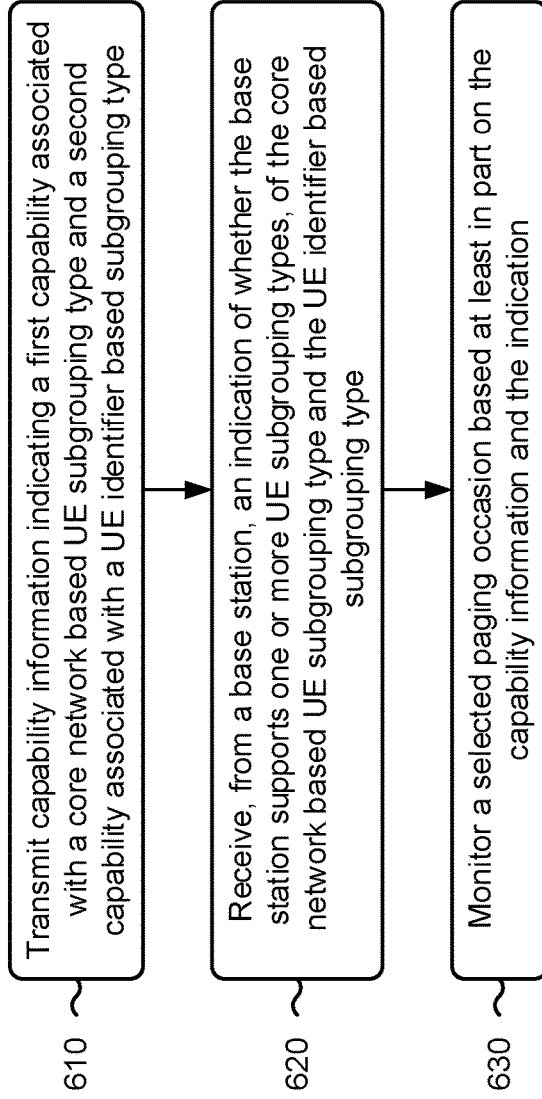 610
Transmit capability information indicating a first capability associated
with a core network based UE subgrouping type and a second
capability associated with a UE identifier based subgrouping type
620
Receive, from a base station, an indication of whether the base
station supports one or more UE subgrouping types, of the core
network based UE subgrouping type and the UE identifier based
subgrouping type
630
Monitor a selected paging occasion based at least in part on the
capability information and the indication